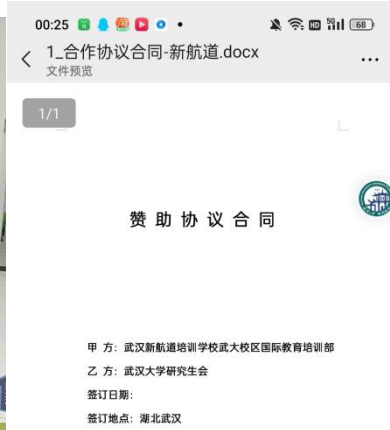 00:25
HD
5G
68
1_合作协议合同-新航道.docx
文件预览
1/1
赞助协议合同
甲 方：武汉新航道培训学校武大校区国际教育培训部
乙 方：武汉大学研究生会
签订日期：
签订地点：湖北武汉